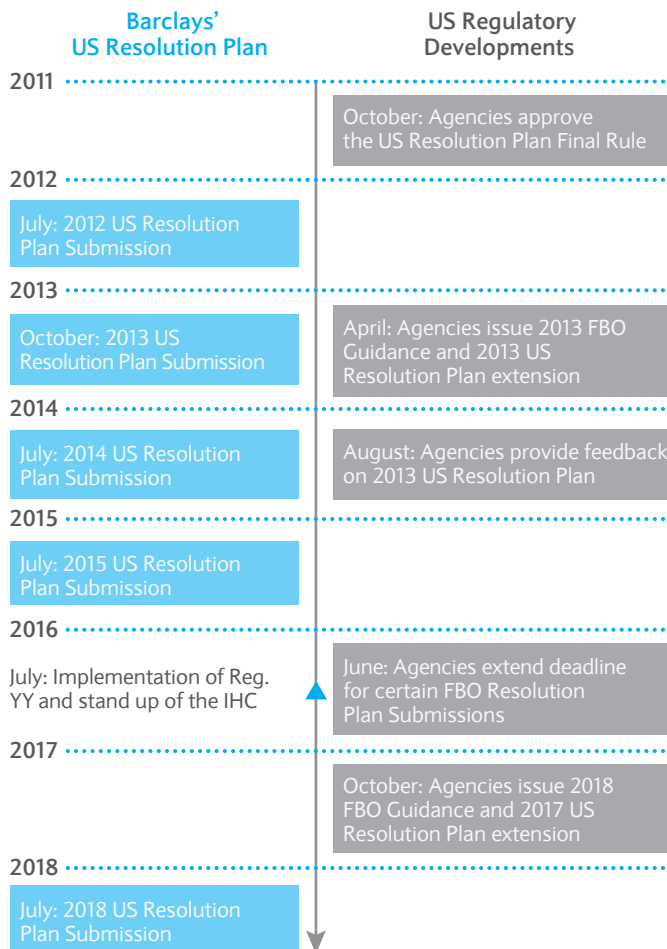 Barclays'
US Resolution Plan
US Regulatory
Developments
2011
October: Agencies approve
the US Resolution Plan Final Rule
2012
July: 2012 US Resolution
Plan Submission
2013
October: 2013 US
Resolution Plan Submission
April: Agencies issue 2013 FBO
Guidance and 2013 US
Resolution Plan extension
2014
July: 2014 US Resolution
Plan Submission
August: Agencies provide feedback
on 2013 US Resolution Plan
2015
July: 2015 US Resolution
Plan Submission
2016
July: Implementation of Reg.
YY and stand up of the IHC
June: Agencies extend deadline
for certain FBO Resolution
Plan Submissions
2017
October: Agencies issue 2018
FBO Guidance and 2017 US
Resolution Plan extension
2018
July: 2018 US Resolution
Plan Submission